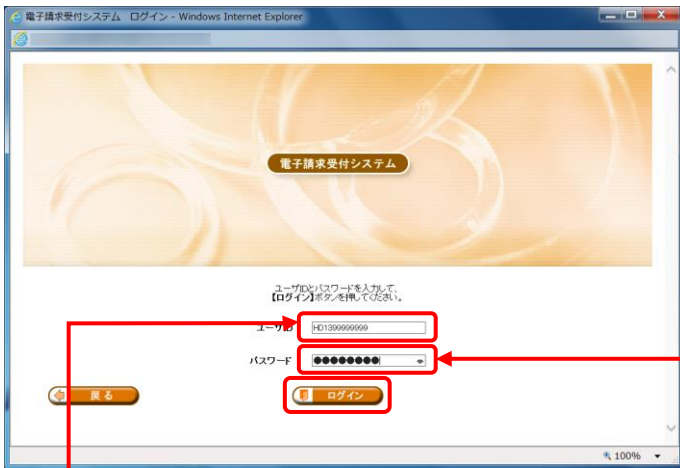 電子請求受付システム　ログイン - Windows Internet Explorer
電子請求受付システム
ユーザIDとパスワードを入力して、
【ログイン】ボタンを押してください。
ユーザID HD1399999999
パスワード ●●●●●●●●
戻る ログイン
100%